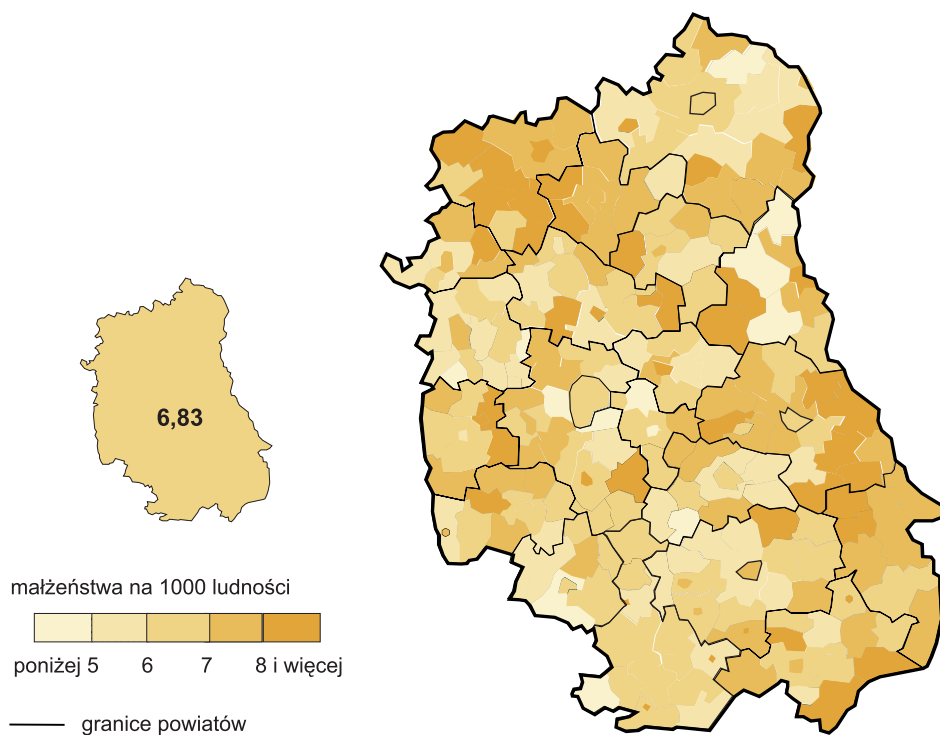 6,83
małżeństwa na 1000 ludności
poniżej 5 6 7 8 i więcej
granice powiatów